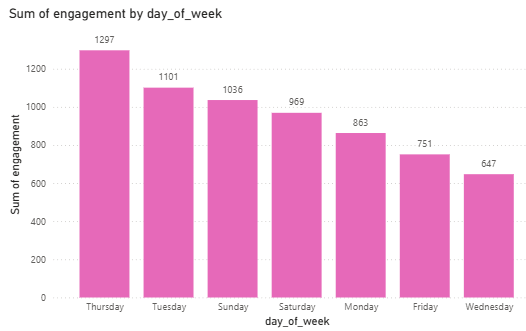 Sum of engagement by day_of_week
Sum of engagement
1200
1000
800
600
400
200
0
1297
1101
1036
969
863
751
647
Thursday
Tuesday
Sunday
Saturday
Monday
Friday
Wednesday
day_of_week